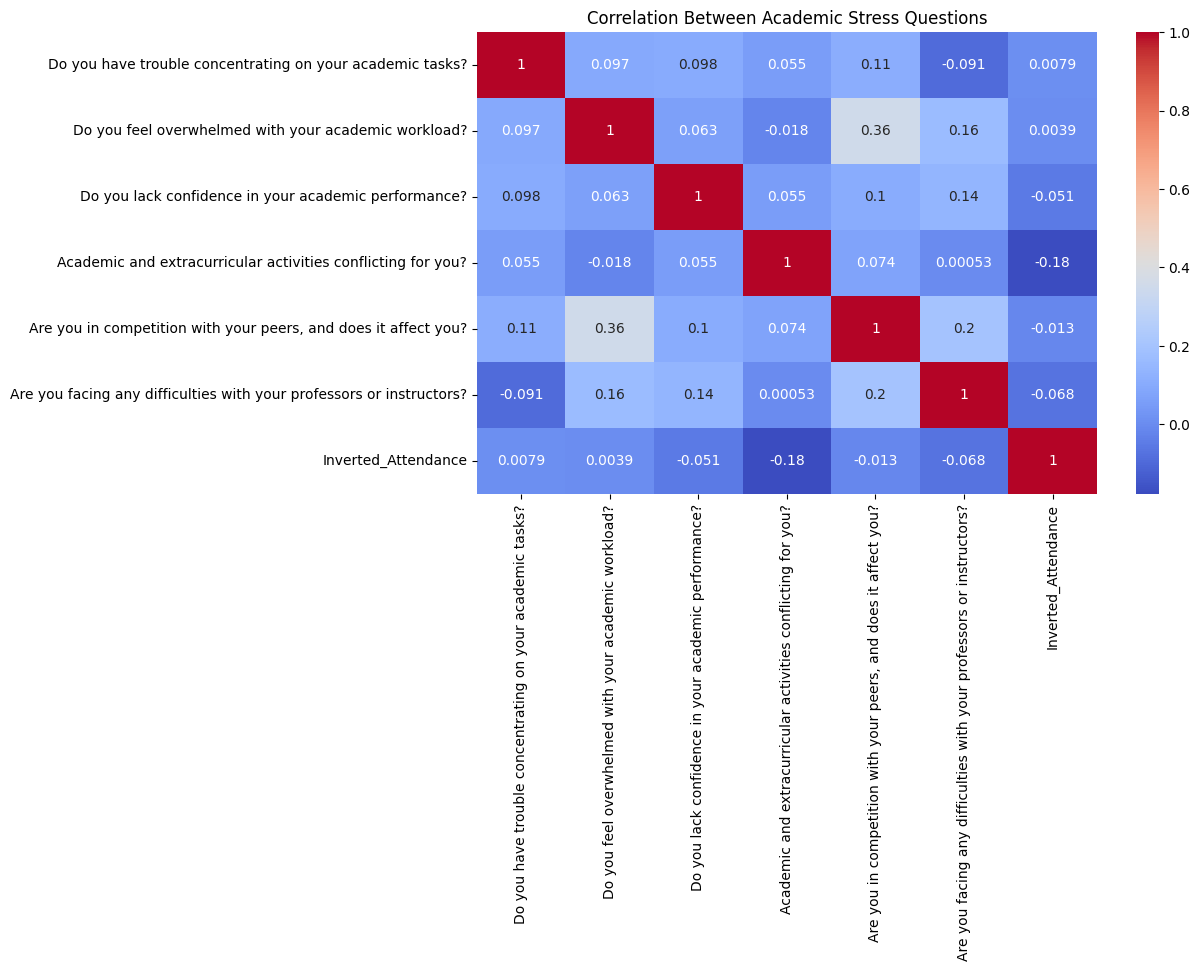 Correlation Between Academic Stress Questions
Do you have trouble concentrating on your academic tasks? 1 0.097 0.098 0.055 0.11 -0.091 0.0079
Do you feel overwhelmed with your academic workload? 0.097 1 0.063 -0.018 0.36 0.16 0.0039
Do you lack confidence in your academic performance? 0.098 0.063 1 0.055 0.1 0.14 -0.051
Academic and extracurricular activities conflicting for you? 0.055 -0.018 0.055 1 0.074 0.00053 -0.18
Are you in competition with your peers, and does it affect you? 0.11 0.36 0.1 0.074 1 0.2 -0.013
Are you facing any difficulties with your professors or instructors? -0.091 0.16 0.14 0.00053 0.2 1 -0.068
Inverted_Attendance 0.0079 0.0039 -0.051 -0.18 -0.013 -0.068 1
Do you have trouble concentrating on your academic tasks?
Do you feel overwhelmed with your academic workload?
Do you lack confidence in your academic performance?
Academic and extracurricular activities conflicting for you?
Are you in competition with your peers, and does it affect you?
Are you facing any difficulties with your professors or instructors?
Inverted_Attendance
1.0
0.8
0.6
0.4
0.2
0.0